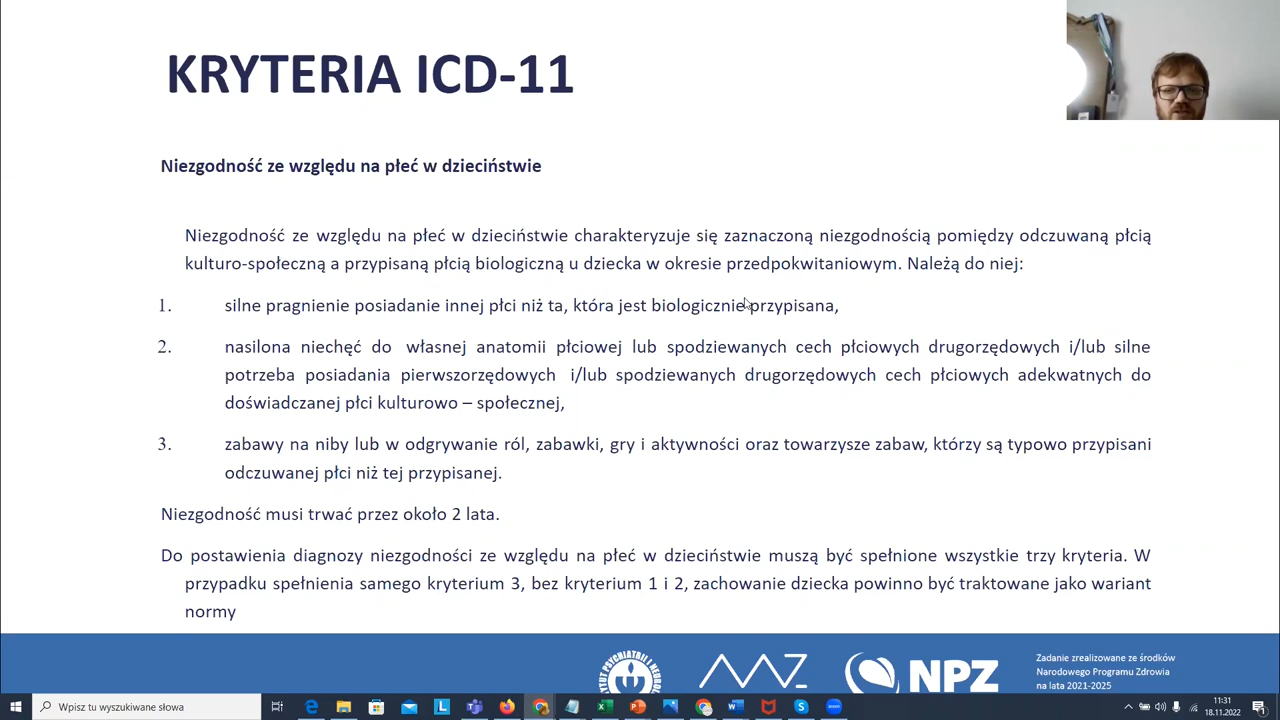 KRYTERIA ICD-11
Niezgodność ze względu na płeć w dzieciństwie
Niezgodność ze względu na płeć w dzieciństwie charakteryzuje się zaznaczoną niezgodnością pomiędzy odczuwaną płcią
kulturo-społeczną a przypisaną płcią biologiczną u dziecka w okresie przedpokwitaniowym. Należą do niej:
1. silne pragnienie posiadanie innej płci niż ta, która jest biologicznie przypisana,
2. nasilona niechęć do własnej anatomii płciowej lub spodziewanych cech płciowych drugorzędowych i/lub silne
potrzeba posiadania pierwszorzędowych i/lub spodziewanych drugorzędowych cech płciowych adekwatnych do
doświadczanej płci kulturowo – społecznej,
3. zabawy na niby lub w odgrywanie ról, zabawki, gry i aktywności oraz towarzysze zabaw, którzy są typowo przypisani
odczuwanej płci niż tej przypisanej.
Niezgodność musi trwać przez około 2 lata.
Do postawienia diagnozy niezgodności ze względu na płeć w dzieciństwie muszą być spełnione wszystkie trzy kryteria. W
przypadku spełnienia samego kryterium 3, bez kryterium 1 i 2, zachowanie dziecka powinno być traktowane jako wariant
normy
NPZ
Zadanie zrealizowane ze środków
Narodowego Programu Zdrowia
na lata 2021-2025
Wpisz tu wyszukiwane słowa
11:31
18.11.2022